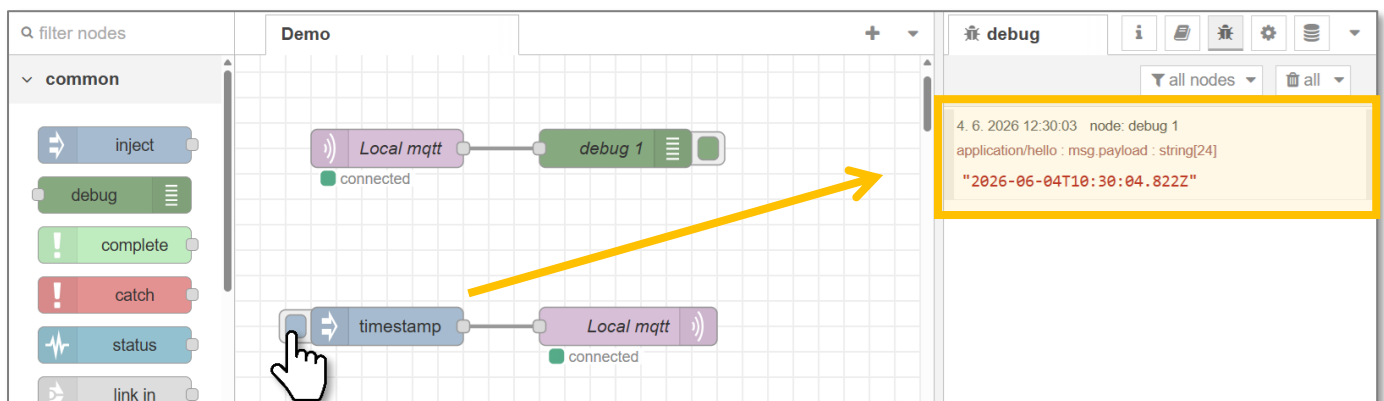 filter nodes
common
inject
debug
complete
catch
status
link in
Demo
Local mqtt
connected
debug 1
timestamp
Local mqtt
connected
debug
i
all nodes
all
4. 6. 2026 12:30:03 node: debug 1
application/hello : msg.payload : string[24]
"2026-06-04T10:30:04.822Z"